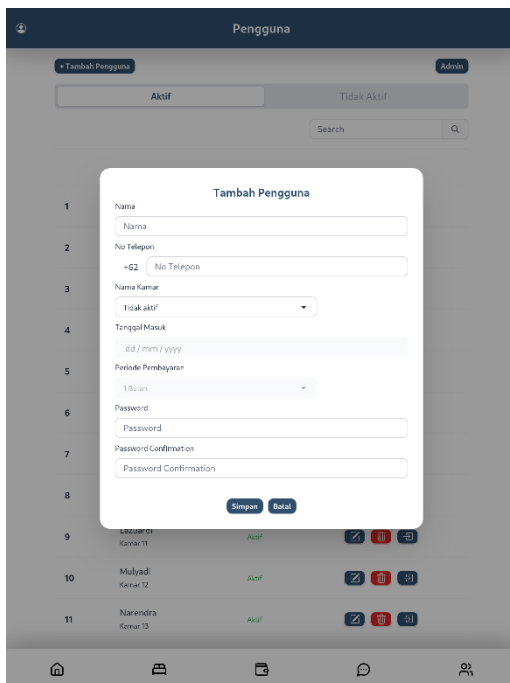 Pengguna
+ Tambah Pengguna
Admin
Aktif
Tidak Aktif
Search
Tambah Pengguna
Nama
Nama
No Telepon
+62 No Telepon
Nama Kamar
Tidak aktif
Tanggal Masuk
dd / mm / yyyy
Periode Pembayaran
1 Bulan
Password
Password
Password Confirmation
Password Confirmation
Simpan Batal
1
2
3
4
5
6
7
8
9 Lazuardi Aktif
Kamar 11
10 Mulyadi Aktif
Kamar 12
11 Narendra Aktif
Kamar 13